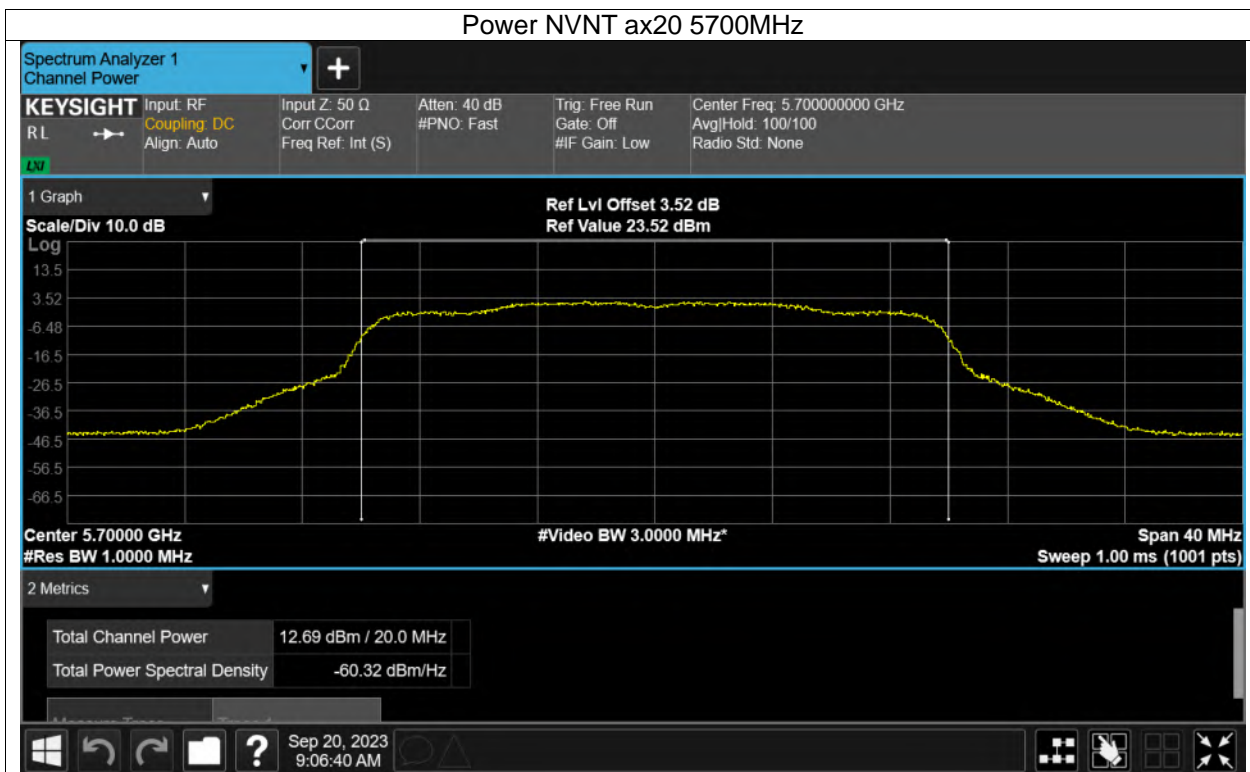 Power NVNT ax20 5700MHz
Spectrum Analyzer 1
Channel Power
KEYSIGHT
RL
LXI
Input: RF
Coupling: DC
Align: Auto
Input Z: 50 Ω
Corr CCorr
Freq Ref: Int (S)
Atten: 40 dB
#PNO: Fast
Trig: Free Run
Gate: Off
#IF Gain: Low
Center Freq: 5.700000000 GHz
Avg|Hold: 100/100
Radio Std: None
1 Graph
Scale/Div 10.0 dB
Ref Lvl Offset 3.52 dB
Ref Value 23.52 dBm
Log
13.5
3.52
-6.48
-16.5
-26.5
-36.5
-46.5
-56.5
-66.5
Center 5.70000 GHz
#Res BW 1.0000 MHz
#Video BW 3.0000 MHz*
Span 40 MHz
Sweep 1.00 ms (1001 pts)
2 Metrics
Total Channel Power 12.69 dBm / 20.0 MHz
Total Power Spectral Density -60.32 dBm/Hz
Sep 20, 2023
9:06:40 AM